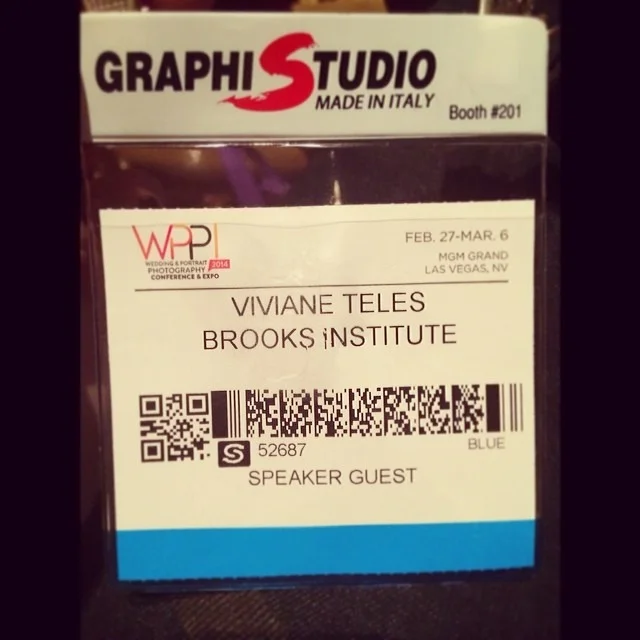 GRAPHISTUDIO
MADE IN ITALY
Booth #201
WPPI
WEDDING & PORTRAIT
PHOTOGRAPHY 2014
CONFERENCE & EXPO
FEB. 27-MAR. 6
MGM GRAND
LAS VEGAS, NV
VIVIANE TELES
BROOKS INSTITUTE
S 52687
BLUE
SPEAKER GUEST